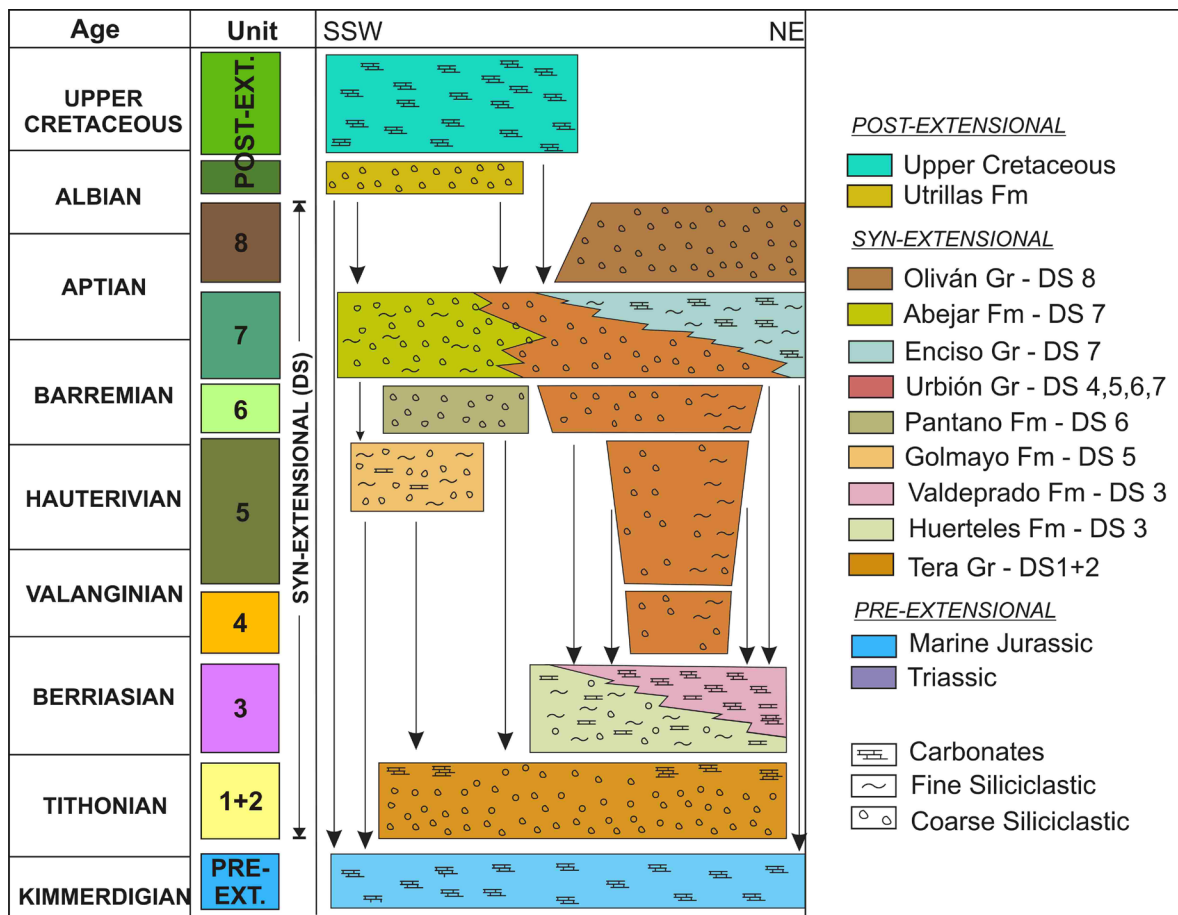 Age
Unit
SSW
NE
UPPER
CRETACEOUS
ALBIAN
APTIAN
BARREMIAN
HAUTERIVIAN
VALANGINIAN
BERRIASIAN
TITHONIAN
KIMMERDIGIAN
POST-EXT.
8
7
6
5
4
3
1+2
PRE-
EXT.
SYN-EXTENSIONAL (DS)
POST-EXTENSIONAL
Upper Cretaceous
Utrillas Fm
SYN-EXTENSIONAL
Oliván Gr - DS 8
Abejar Fm - DS 7
Enciso Gr - DS 7
Urbión Gr - DS 4,5,6,7
Pantano Fm - DS 6
Golmayo Fm - DS 5
Valdeprado Fm - DS 3
Huerteles Fm - DS 3
Tera Gr - DS1+2
PRE-EXTENSIONAL
Marine Jurassic
Triassic
Carbonates
Fine Siliciclastic
Coarse Siliciclastic